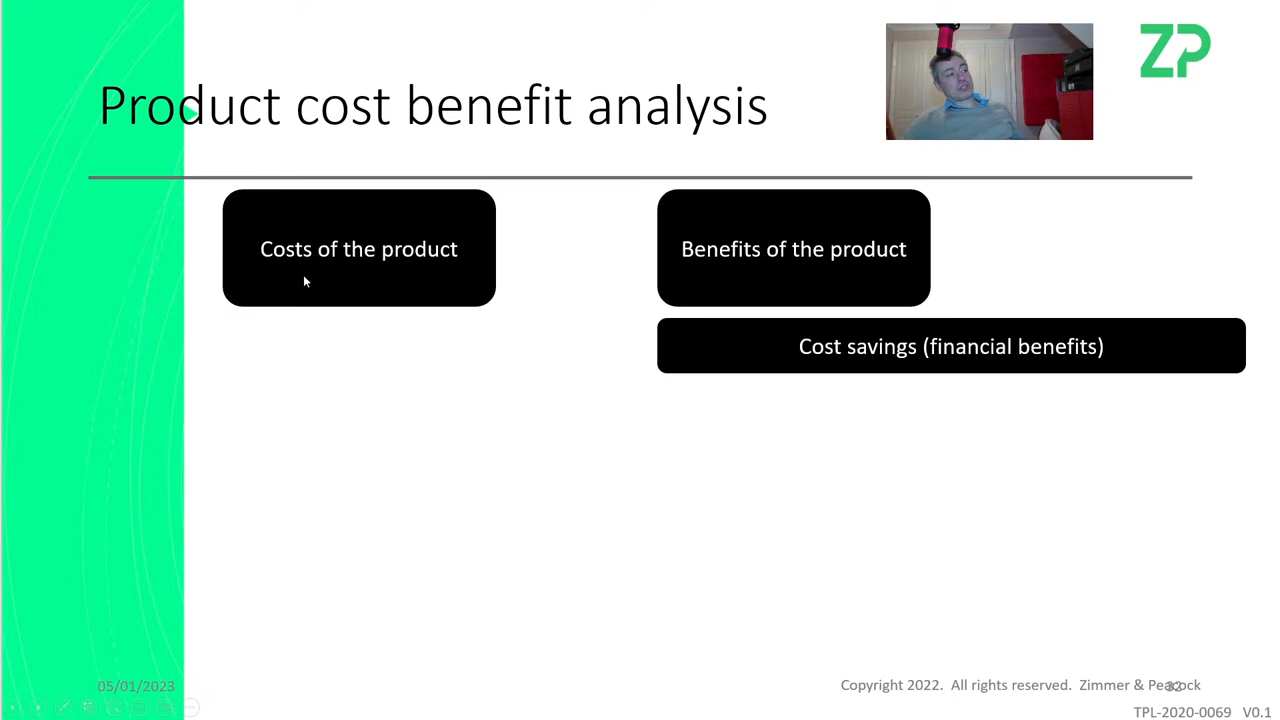 ZP
Product cost benefit analysis
Costs of the product
Benefits of the product
Cost savings (financial benefits)
05/01/2023
Copyright 2022. All rights reserved. Zimmer & Peacock
32
TPL-2020-0069 V0.1